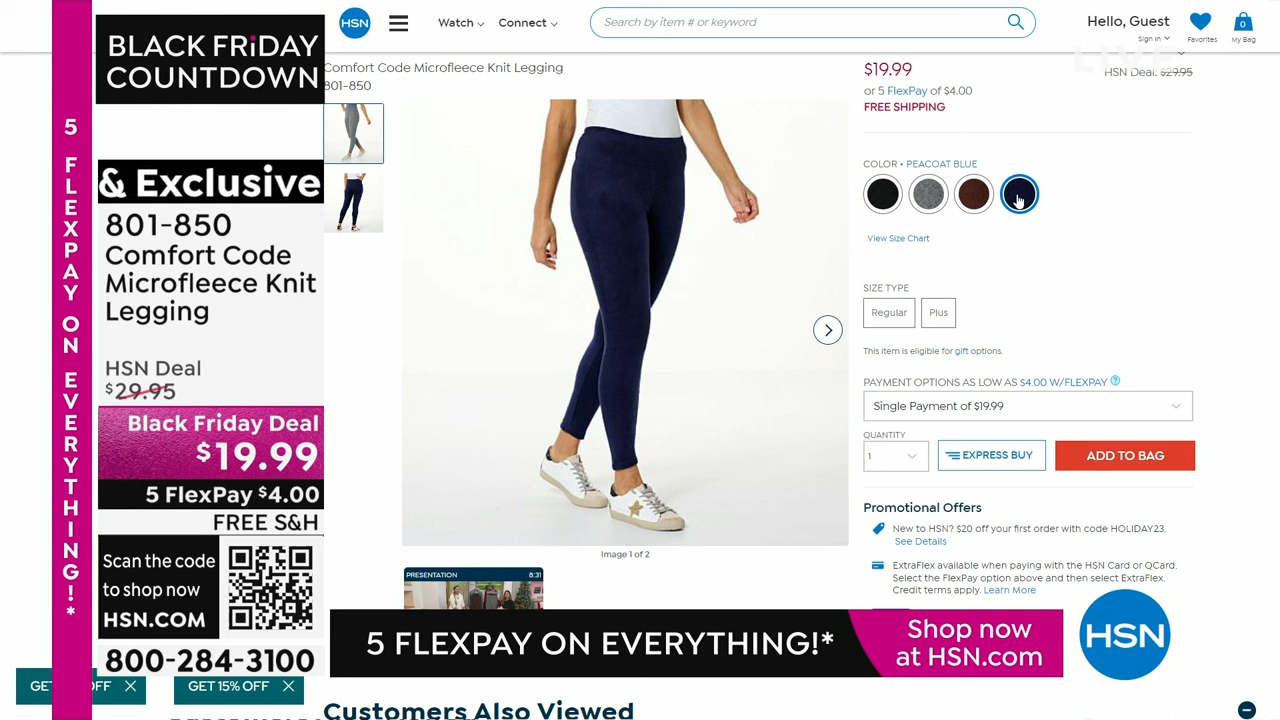 BLACK FRiDAY
COUNTDOWN
5 FLEXPAY ON EVERYTHING!*
& Exclusive
801-850
Comfort Code
Microfleece Knit
Legging
HSN Deal
$29.95
Black Friday Deal
$19.99
5 FlexPay $4.00
FREE S&H
Scan the code
to shop now
HSN.COM
800-284-3100
GET 15% OFF
HSN
Watch
Connect
Search by item # or keyword
Hello, Guest
Sign in
Favorites
0
My Bag
LIVE
Comfort Code Microfleece Knit Legging
801-850
$19.99
HSN Deal: $29.95
or 5 FlexPay of $4.00
FREE SHIPPING
COLOR • PEACOAT BLUE
View Size Chart
SIZE TYPE
Regular
Plus
This item is eligible for gift options.
PAYMENT OPTIONS AS LOW AS $4.00 W/FLEXPAY
Single Payment of $19.99
QUANTITY
1
EXPRESS BUY
ADD TO BAG
Promotional Offers
New to HSN? $20 off your first order with code HOLIDAY23.
See Details
ExtraFlex available when paying with the HSN Card or QCard.
Select the FlexPay option above and then select ExtraFlex.
Credit terms apply. Learn More
Image 1 of 2
PRESENTATION 6:31
5 FLEXPAY ON EVERYTHING!*
Shop now
at HSN.com
HSN
Customers Also Viewed